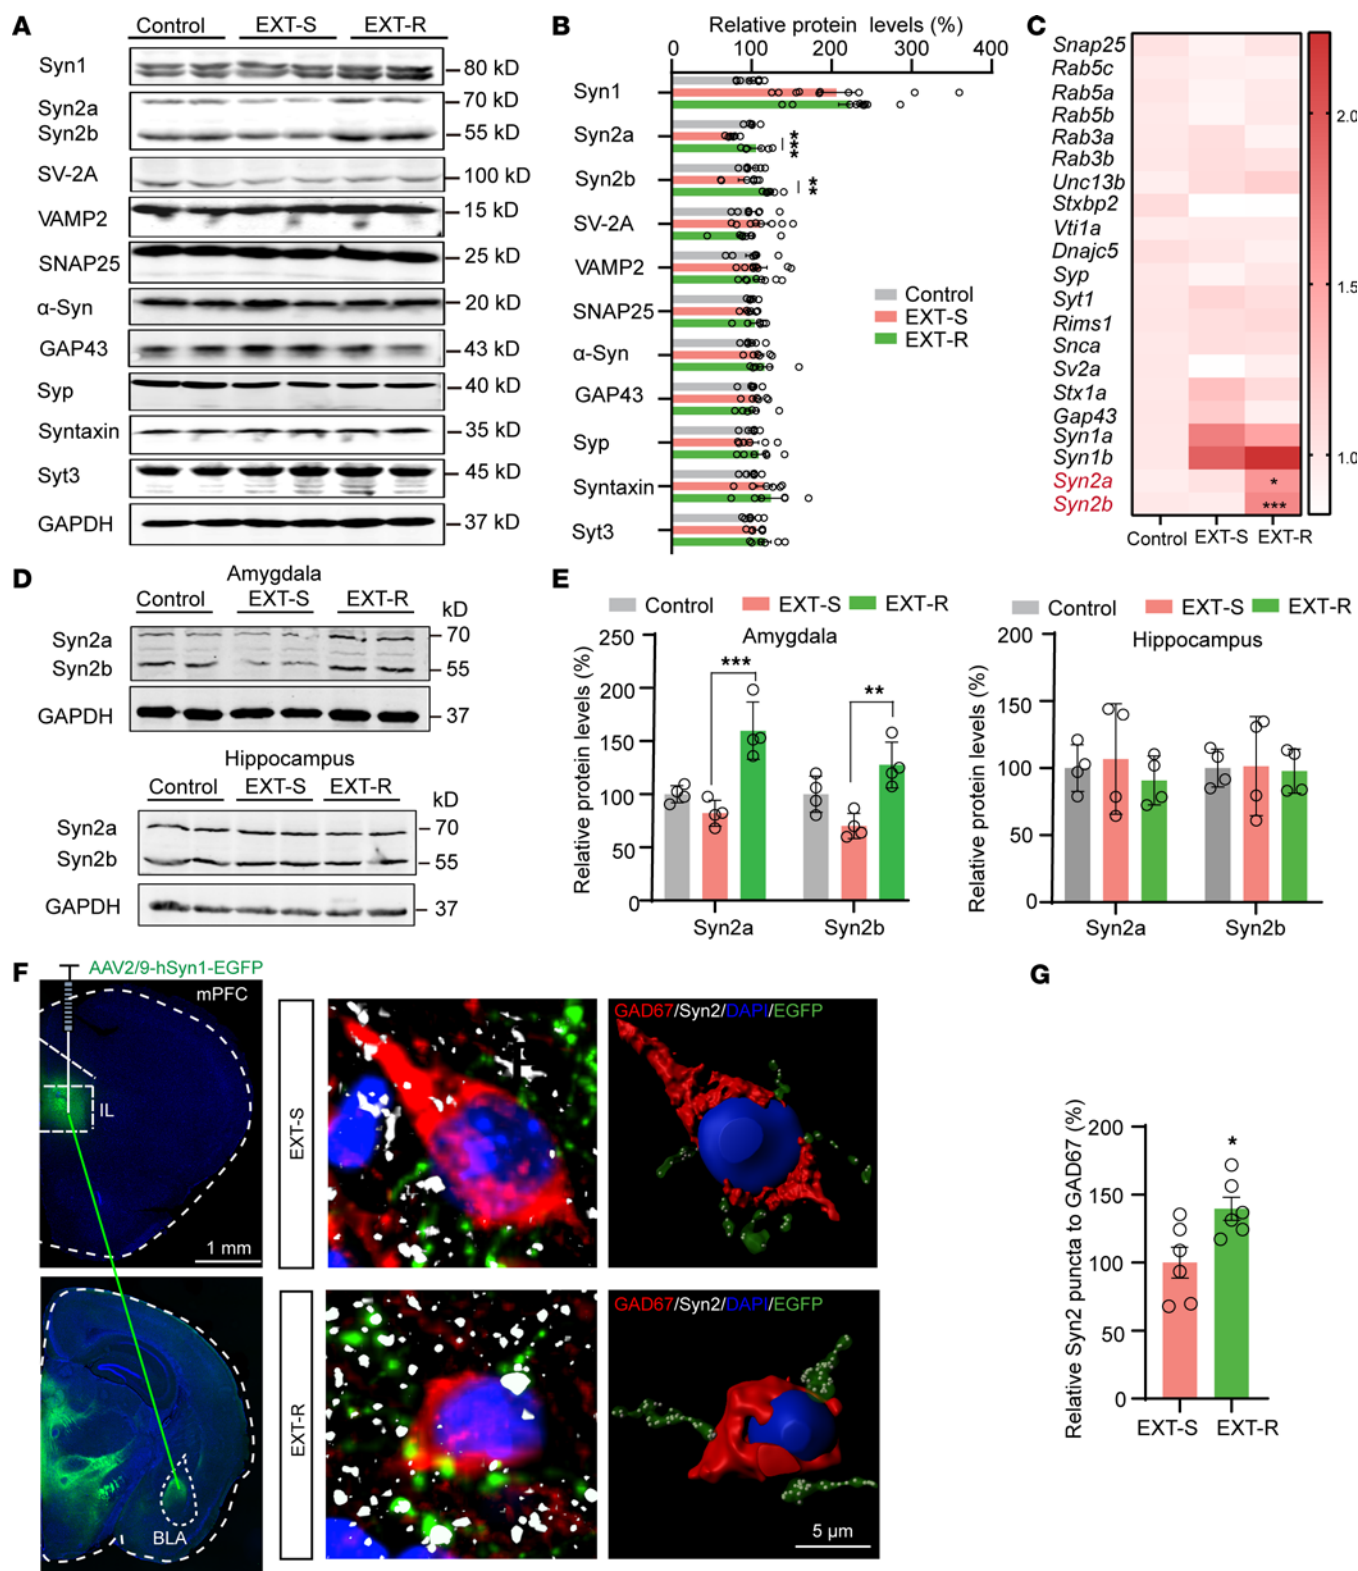 A
Control EXT-S EXT-R
Syn1
80 kD
Syn2a
70 kD
Syn2b
55 kD
SV-2A
100 kD
VAMP2
15 kD
SNAP25
25 kD
α-Syn
20 kD
GAP43
43 kD
Syp
40 kD
Syntaxin
35 kD
Syt3
45 kD
GAPDH
37 kD
B
Relative protein levels (%)
0 100 200 300 400
Syn1
Syn2a
***
Syn2b
**
SV-2A
VAMP2
SNAP25
α-Syn
GAP43
Syp
Syntaxin
Syt3
Control
EXT-S
EXT-R
C
Snap25
Rab5c
Rab5a
Rab5b
Rab3a
Rab3b
Unc13b
Stxbp2
Vti1a
Dnajc5
Syp
Syt1
Rims1
Snca
Sv2a
Stx1a
Gap43
Syn1a
Syn1b
Syn2a
*
Syn2b
***
Control EXT-S EXT-R
2.0
1.5
1.0
D
Amygdala
Control EXT-S EXT-R
kD
Syn2a
70
Syn2b
55
GAPDH
37
Hippocampus
Control EXT-S EXT-R
kD
Syn2a
70
Syn2b
55
GAPDH
37
E
Control EXT-S EXT-R
Amygdala
Relative protein levels (%)
250
200
150
100
50
0
***
**
Syn2a Syn2b
Control EXT-S EXT-R
Hippocampus
Relative protein levels (%)
200
150
100
50
0
Syn2a Syn2b
F
AAV2/9-hSyn1-EGFP
mPFC
IL
1 mm
BLA
EXT-S
GAD67/Syn2/DAPI/EGFP
EXT-R
GAD67/Syn2/DAPI/EGFP
5 μm
G
Relative Syn2 puncta to GAD67 (%)
200
150
100
50
0
*
EXT-S EXT-R